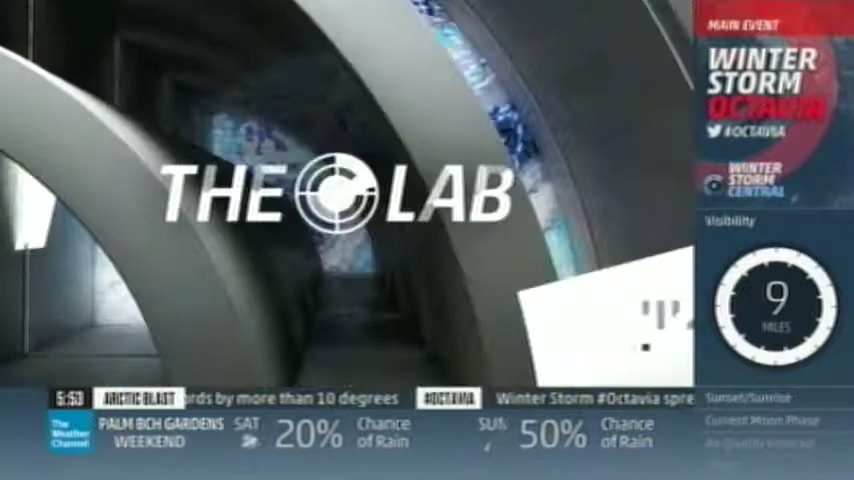 THE LAB
MAIN EVENT
WINTER
STORM
OCTAVIA
#OCTAVIA
WINTER
STORM
CENTRAL
Visibility
9
MILES
5:53 ARCTIC BLAST rds by more than 10 degrees #OCTAVIA Winter Storm #Octavia spre
Sunset/Sunrise
Current Moon Phase
The
Weather
Channel
PALM BCH GARDENS
WEEKEND
SAT
20%
Chance
of Rain
SUN
50%
Chance
of Rain